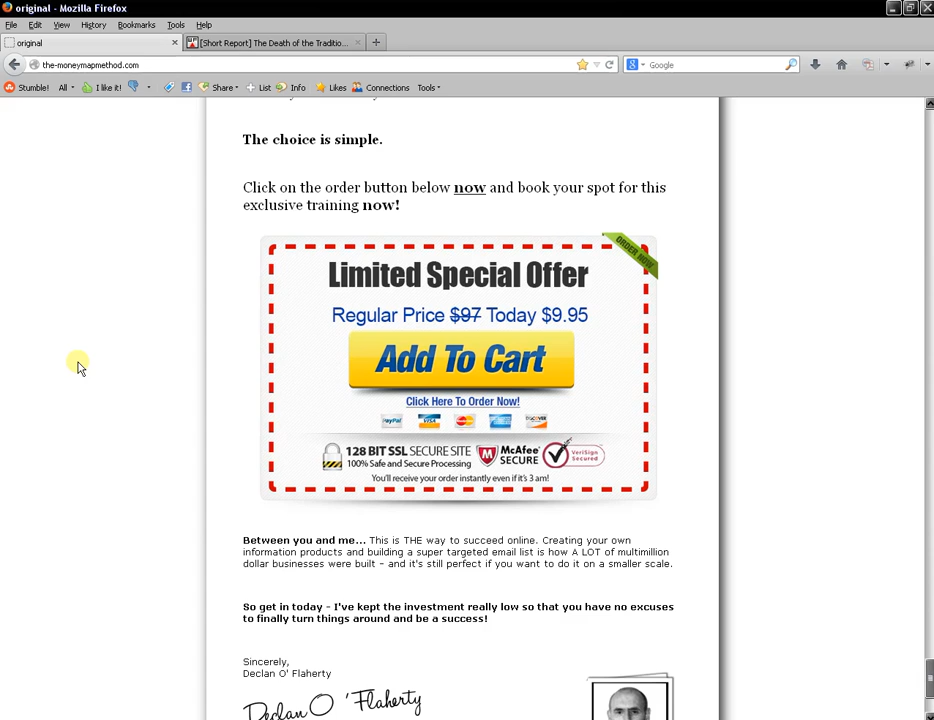 original - Mozilla Firefox
File Edit View History Bookmarks Tools Help
original
[Short Report] The Death of the Traditio...
the-moneymapmethod.com
Google
Stumble! All I like it! Share List Info Likes Connections Tools
The choice is simple.
Click on the order button below now and book your spot for this
exclusive training now!
ORDER NOW
Limited Special Offer
Regular Price $97 Today $9.95
Add To Cart
Click Here To Order Now!
PayPal VISA MasterCard DISCOVER
128 BIT SSL SECURE SITE
100% Safe and Secure Processing
McAfee
SECURE
VeriSign
Secured
You'll receive your order instantly even if it's 3 am!
Between you and me... This is THE way to succeed online. Creating your own
information products and building a super targeted email list is how A LOT of multimillion
dollar businesses were built - and it's still perfect if you want to do it on a smaller scale.
So get in today - I've kept the investment really low so that you have no excuses
to finally turn things around and be a success!
Sincerely,
Declan O' Flaherty
Declan O 'Flaherty